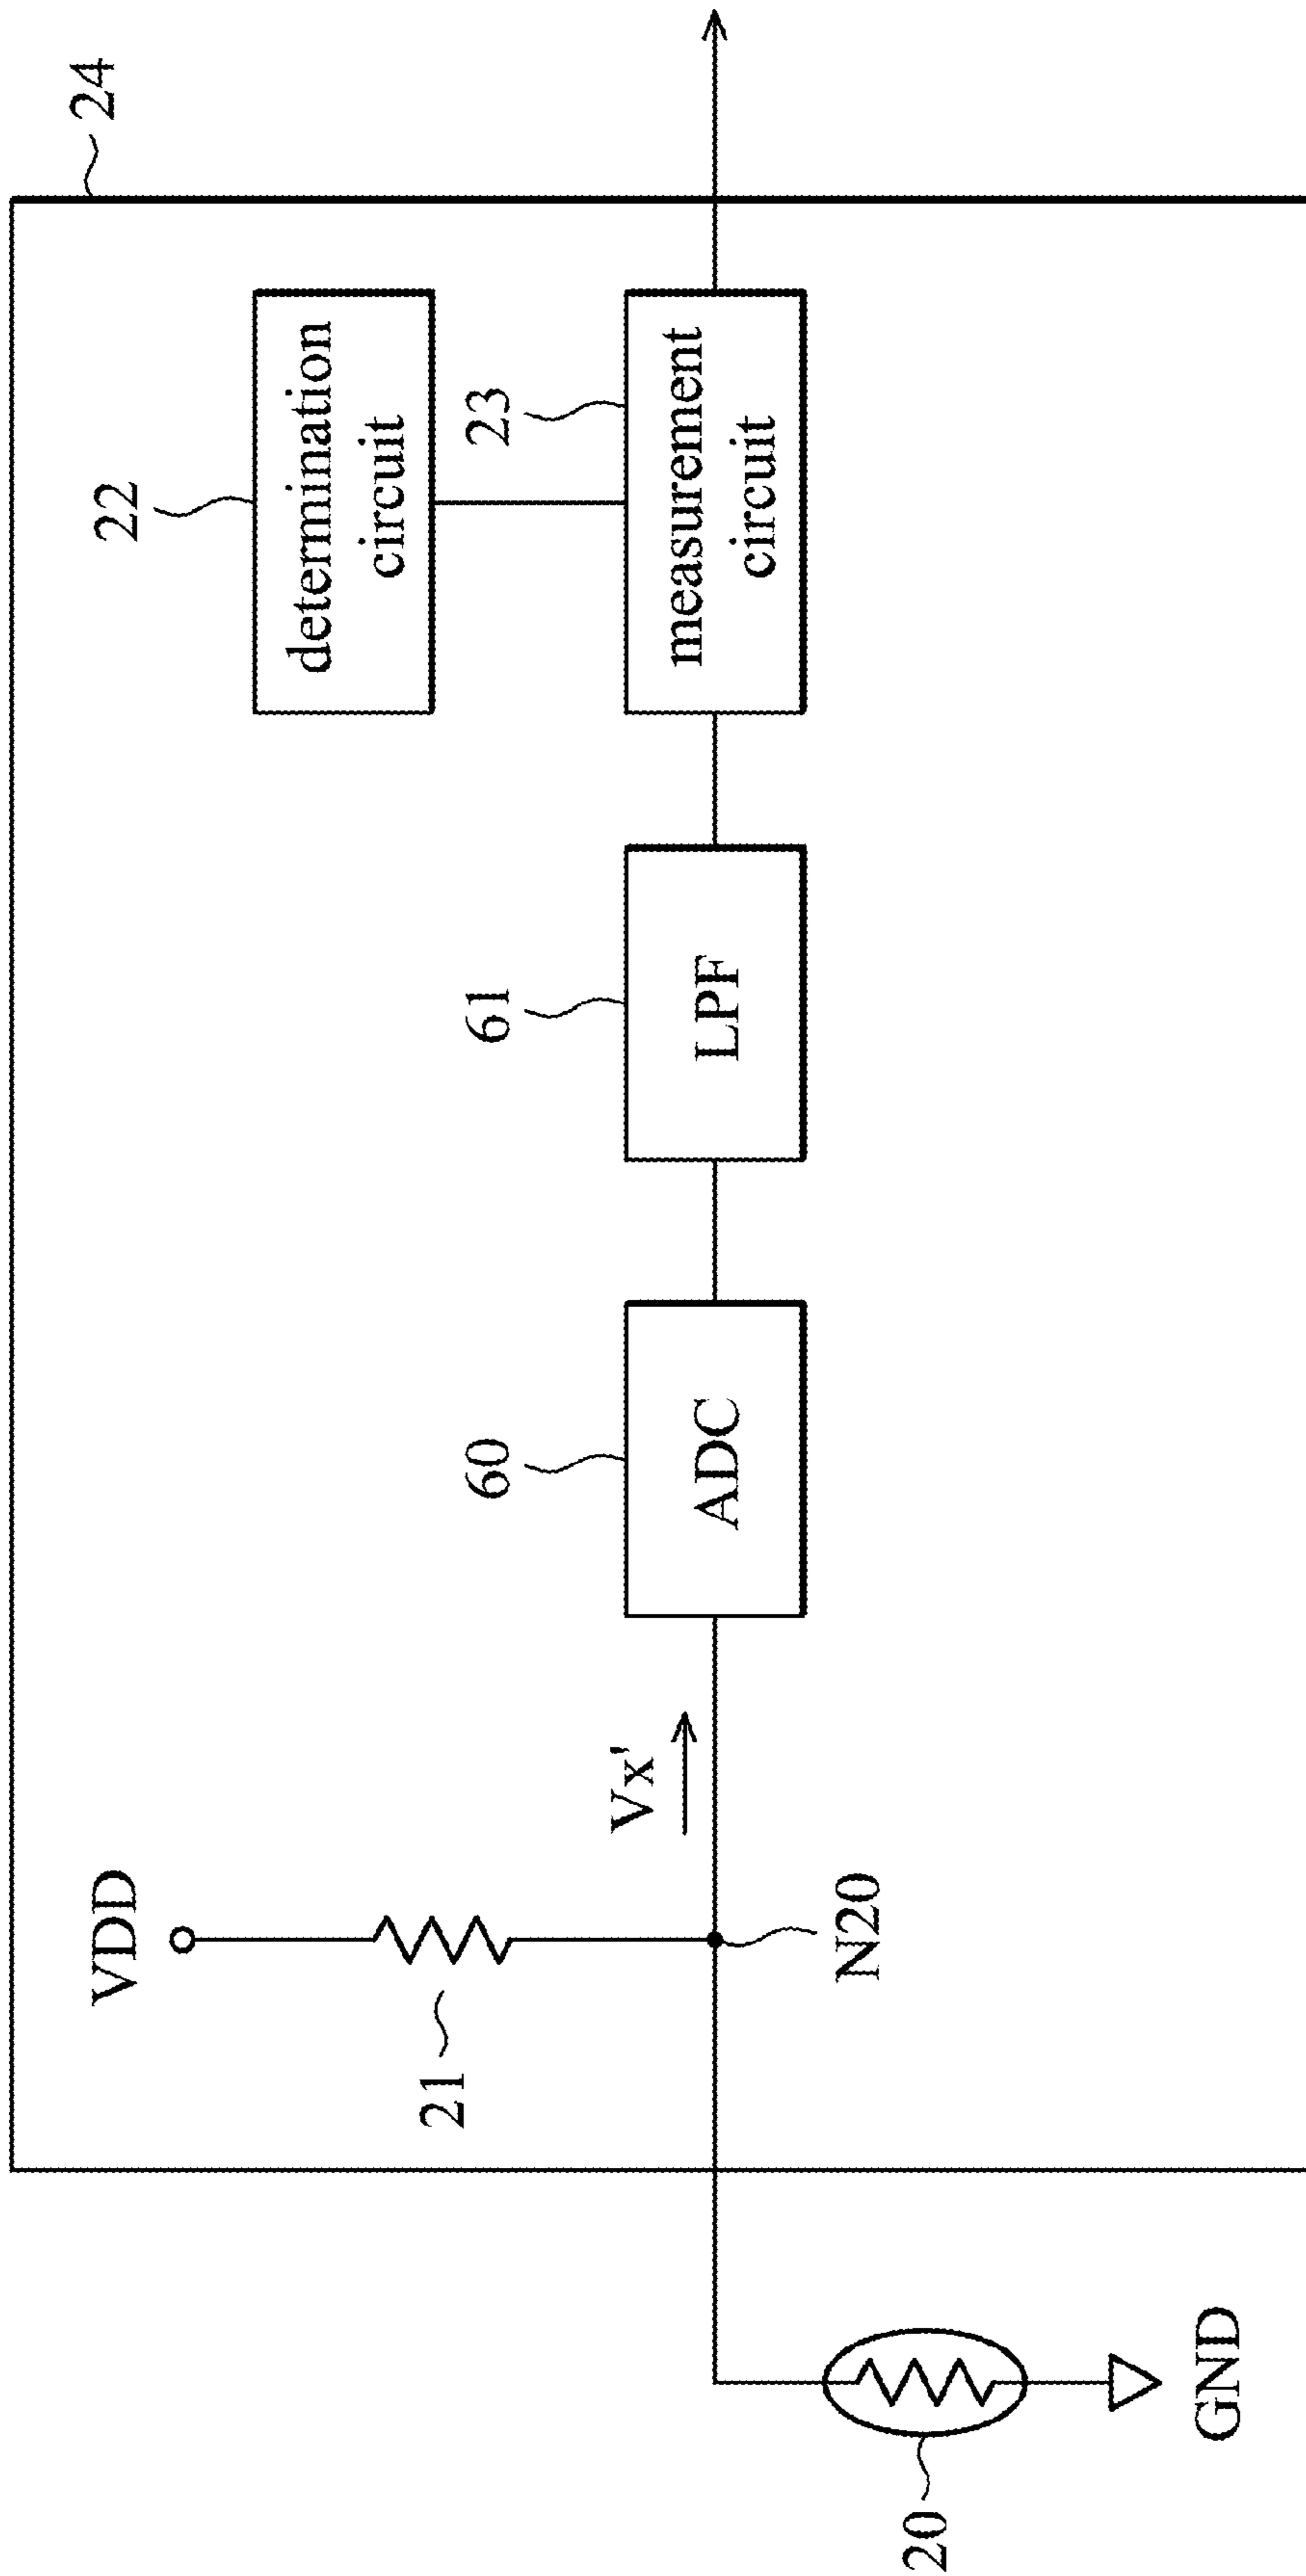 24
22
determination
circuit
23
measurement
circuit
61
LPF
60
ADC
VDD
21
Vx'
N20
20
GND